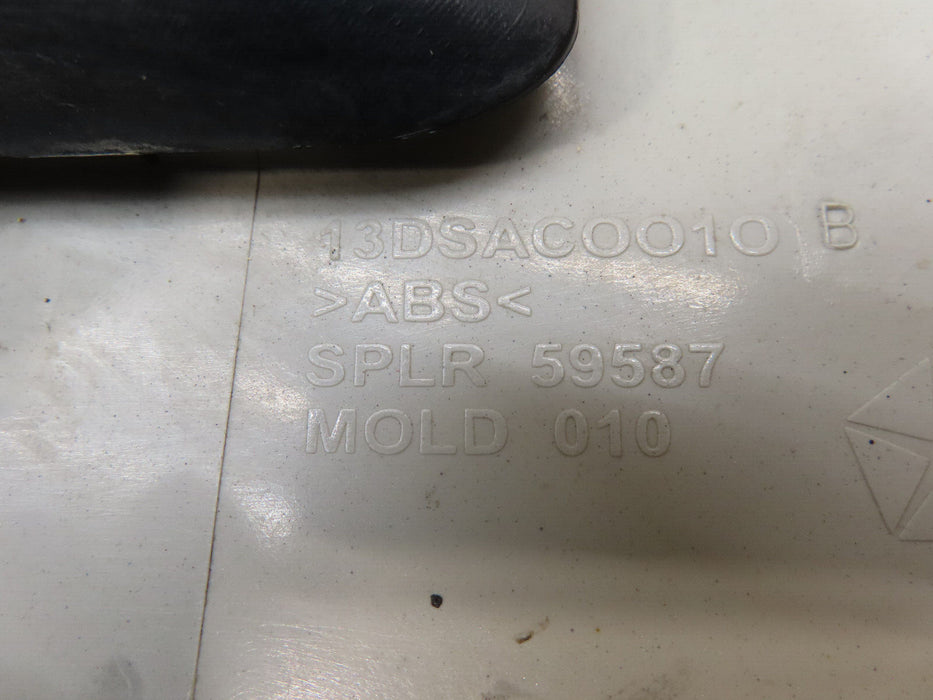 13DSAC0010 B
>ABS<
SPLR 59587
MOLD 010